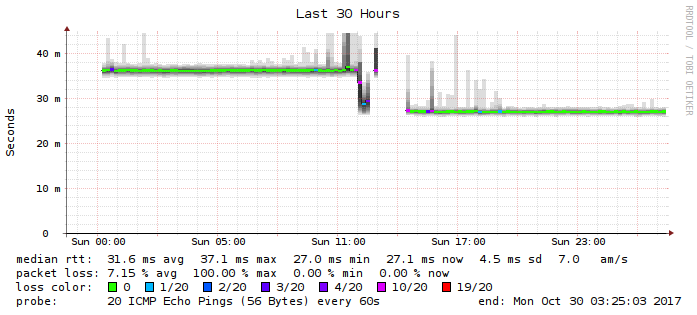 Last 30 Hours
RRDTOOL / TOBI OETIKER
Seconds
40 m
30 m
20 m
10 m
0
Sun 00:00 Sun 05:00 Sun 11:00 Sun 17:00 Sun 23:00
median rtt: 31.6 ms avg 37.1 ms max 27.0 ms min 27.1 ms now 4.5 ms sd 7.0 am/s
packet loss: 7.15 % avg 100.00 % max 0.00 % min 0.00 % now
loss color: 0 1/20 2/20 3/20 4/20 10/20 19/20
probe: 20 ICMP Echo Pings (56 Bytes) every 60s end: Mon Oct 30 03:25:03 2017